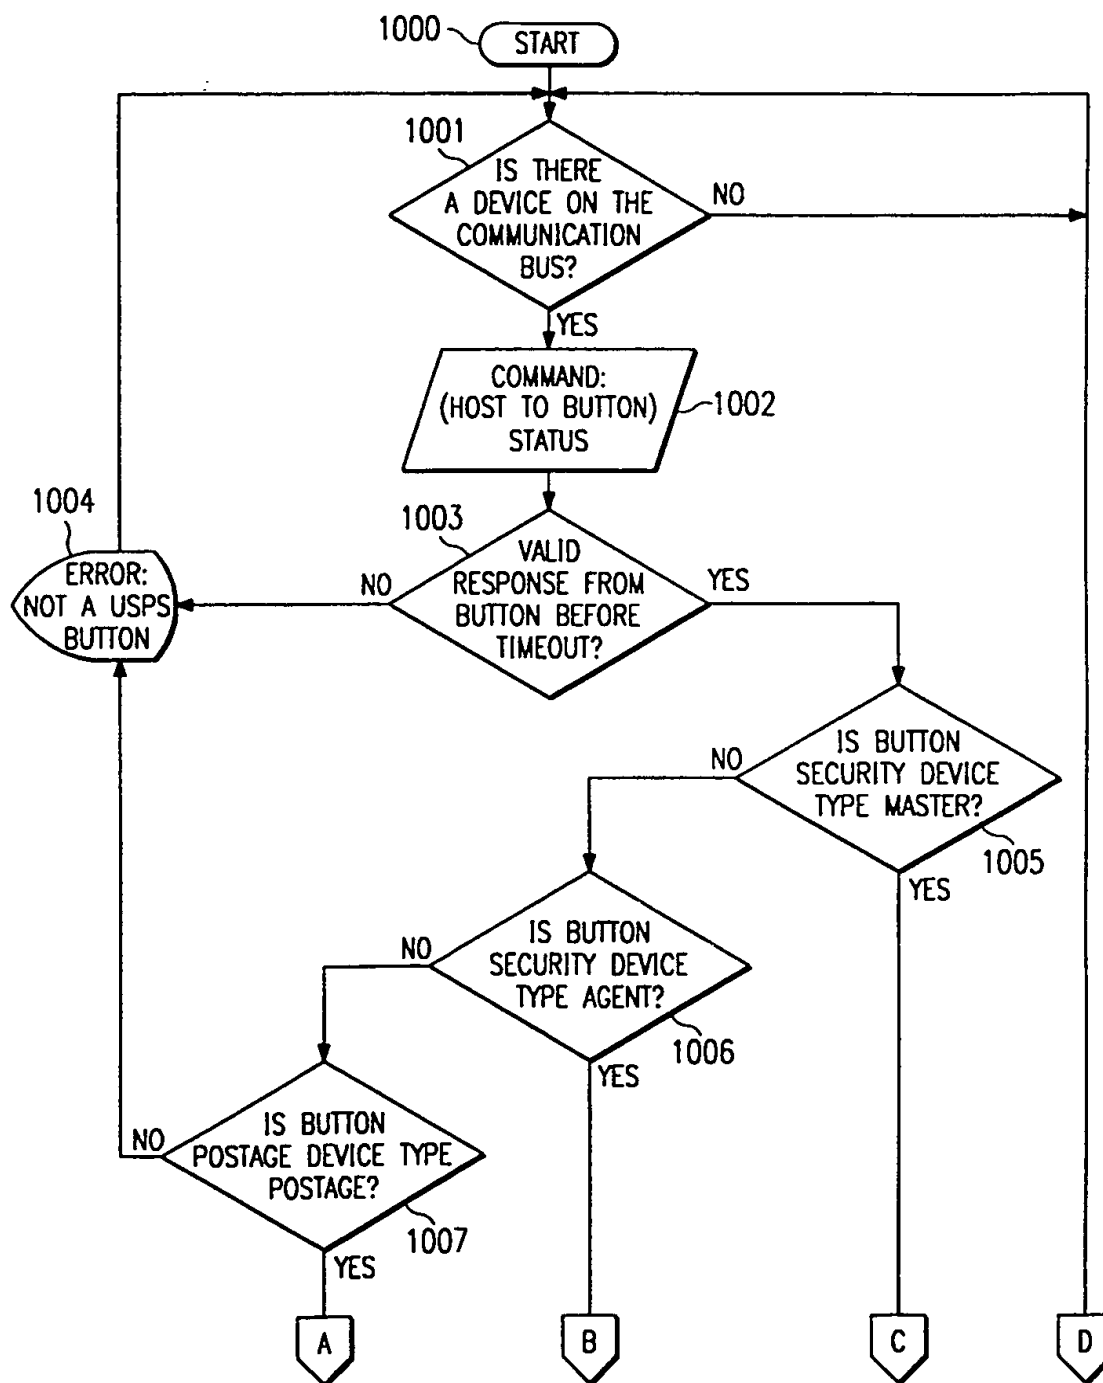 1000
START
1001
IS THERE
A DEVICE ON THE
COMMUNICATION
BUS?
NO
YES
COMMAND:
(HOST TO BUTTON)
STATUS
1002
1004
ERROR:
NOT A USPS
BUTTON
1003
VALID
RESPONSE FROM
BUTTON BEFORE
TIMEOUT?
NO
YES
IS BUTTON
SECURITY DEVICE
TYPE MASTER?
NO
1005
YES
IS BUTTON
SECURITY DEVICE
TYPE AGENT?
NO
1006
YES
IS BUTTON
POSTAGE DEVICE TYPE
POSTAGE?
NO
1007
YES
A
B
C
D